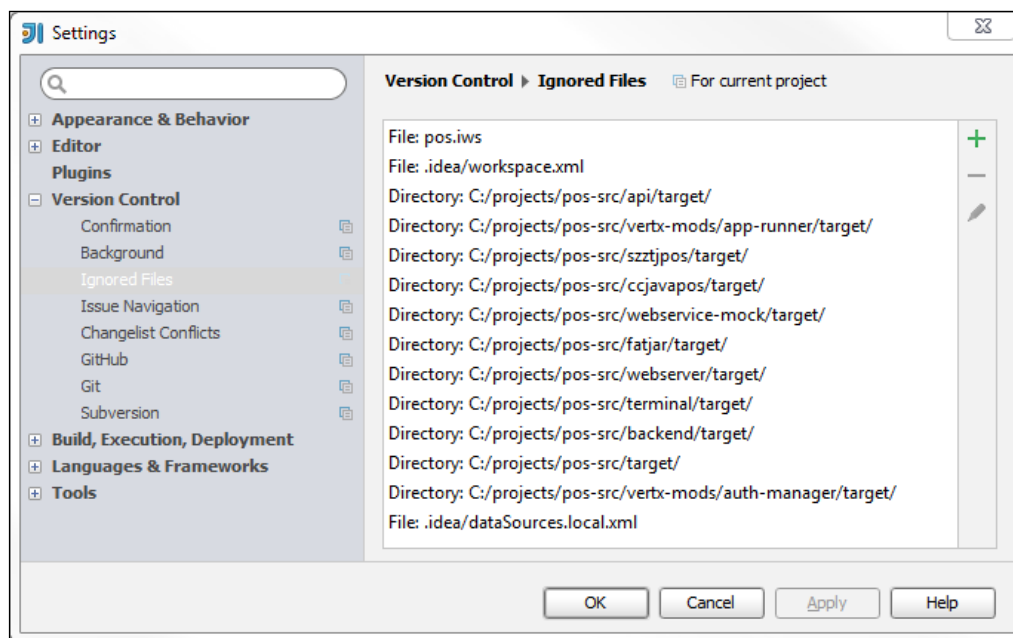 Settings
Appearance & Behavior
Editor
Plugins
Version Control
Confirmation
Background
Ignored Files
Issue Navigation
Changelist Conflicts
GitHub
Git
Subversion
Build, Execution, Deployment
Languages & Frameworks
Tools
Version Control Ignored Files For current project
File: pos.iws
File: .idea/workspace.xml
Directory: C:/projects/pos-src/api/target/
Directory: C:/projects/pos-src/vertx-mods/app-runner/target/
Directory: C:/projects/pos-src/szztjpos/target/
Directory: C:/projects/pos-src/ccjavapos/target/
Directory: C:/projects/pos-src/webservice-mock/target/
Directory: C:/projects/pos-src/fatjar/target/
Directory: C:/projects/pos-src/webserver/target/
Directory: C:/projects/pos-src/terminal/target/
Directory: C:/projects/pos-src/backend/target/
Directory: C:/projects/pos-src/target/
Directory: C:/projects/pos-src/vertx-mods/auth-manager/target/
File: .idea/dataSources.local.xml
OK Cancel Apply Help